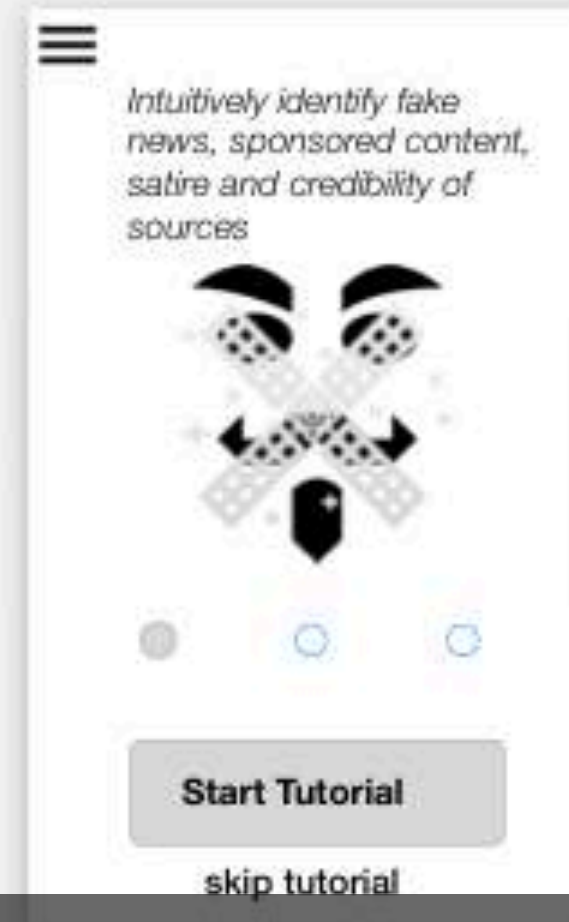 Intuitively identify fake
news, sponsored content,
satire and credibility of
sources
Start Tutorial
skip tutorial